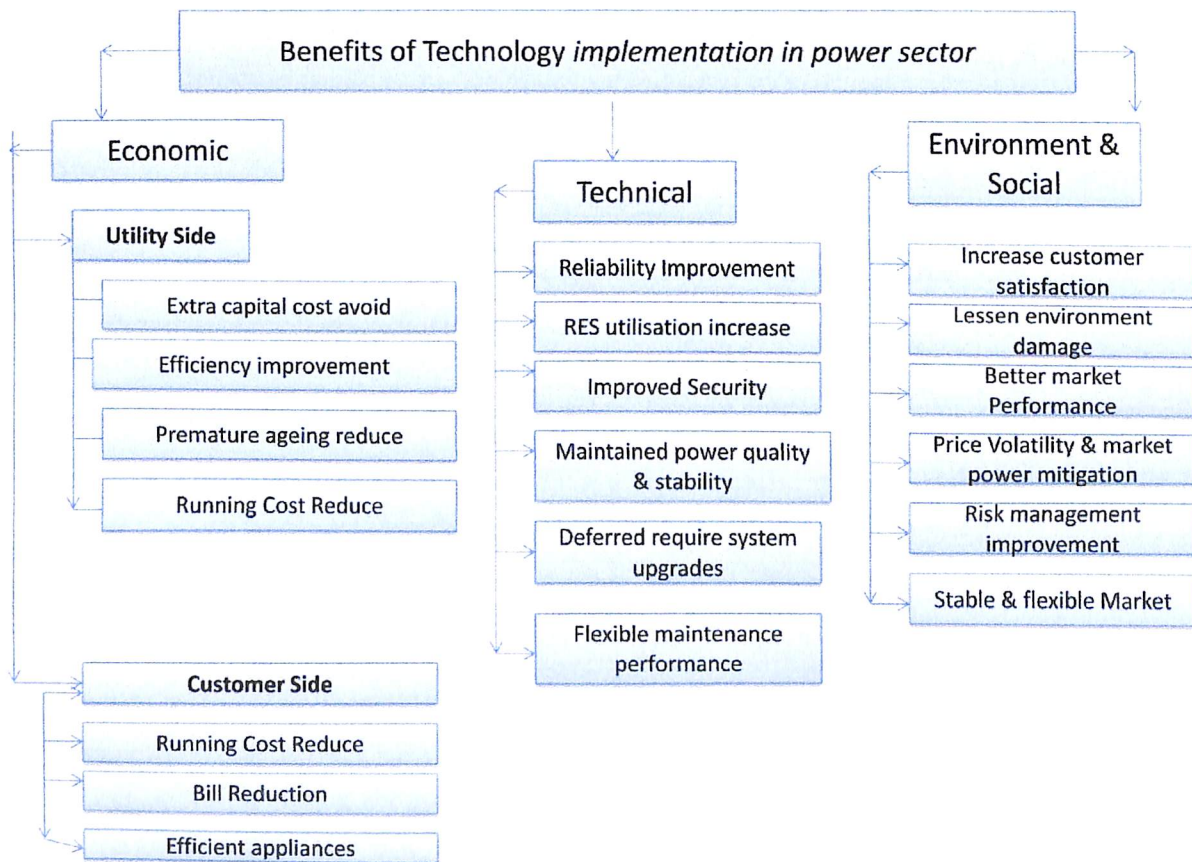 Benefits of Technology implementation in power sector
Economic
Utility Side
Extra capital cost avoid
Efficiency improvement
Premature ageing reduce
Running Cost Reduce
Customer Side
Running Cost Reduce
Bill Reduction
Efficient appliances
Technical
Reliability Improvement
RES utilisation increase
Improved Security
Maintained power quality
& stability
Deferred require system
upgrades
Flexible maintenance
performance
Environment &
Social
Increase customer
satisfaction
Lessen environment
damage
Better market
Performance
Price Volatility & market
power mitigation
Risk management
improvement
Stable & flexible Market